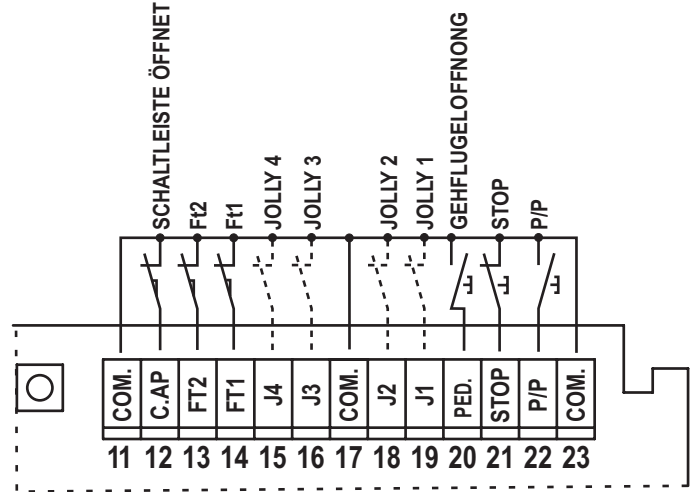 SCHALTLEISTE ÖFFNET
Ft2
Ft1
JOLLY 4
JOLLY 3
JOLLY 2
JOLLY 1
GEHFLUGELOFFNONG
STOP
P/P
COM.
C.AP
FT2
FT1
J4
J3
COM.
J2
J1
PED.
STOP
P/P
COM.
11 12 13 14 15 16 17 18 19 20 21 22 23